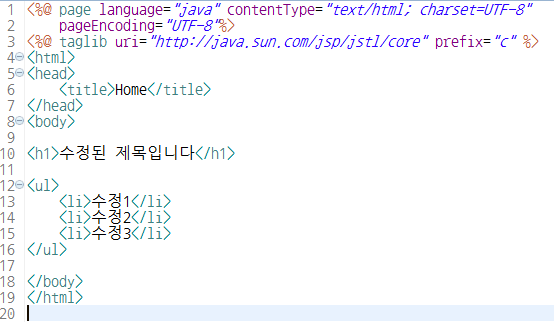 1 <%@ page language="java" contentType="text/html; charset=UTF-8"
2     pageEncoding="UTF-8"%>
3 <%@ taglib uri="http://java.sun.com/jsp/jstl/core" prefix="c" %>
4 <html>
5 <head>
6     <title>Home</title>
7 </head>
8 <body>
9
10 <h1>수정된 제목입니다</h1>
11
12 <ul>
13     <li>수정1</li>
14     <li>수정2</li>
15     <li>수정3</li>
16 </ul>
17
18 </body>
19 </html>
20